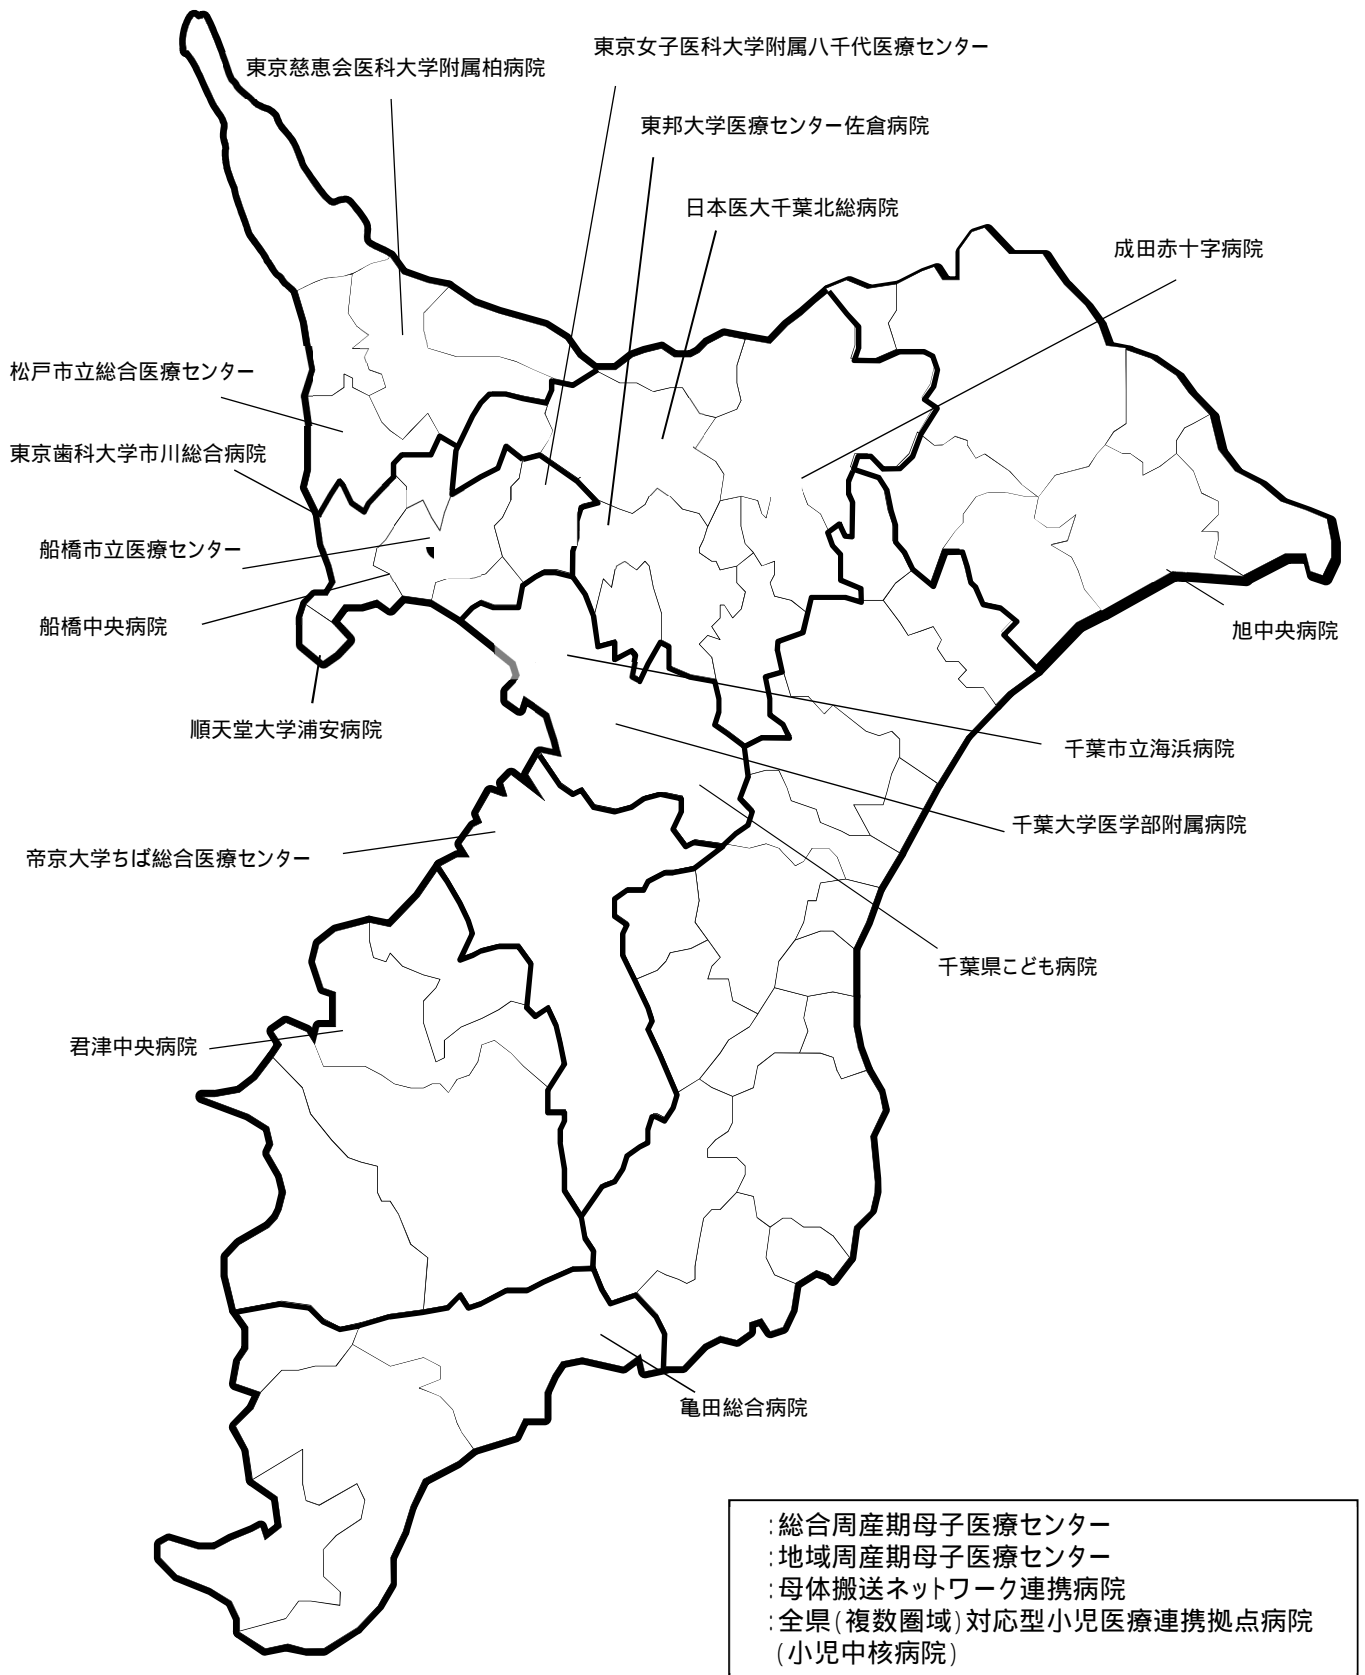 東京女子医科大学附属八千代医療センター
東京慈恵会医科大学附属柏病院
東邦大学医療センター佐倉病院
日本医大千葉北総病院
成田赤十字病院
松戸市立総合医療センター
東京歯科大学市川総合病院
船橋市立医療センター
船橋中央病院
旭中央病院
順天堂大学浦安病院
千葉市立海浜病院
千葉大学医学部附属病院
帝京大学ちば総合医療センター
千葉県こども病院
君津中央病院
亀田総合病院
:総合周産期母子医療センター
:地域周産期母子医療センター
:母体搬送ネットワーク連携病院
:全県(複数圏域)対応型小児医療連携拠点病院
(小児中核病院)